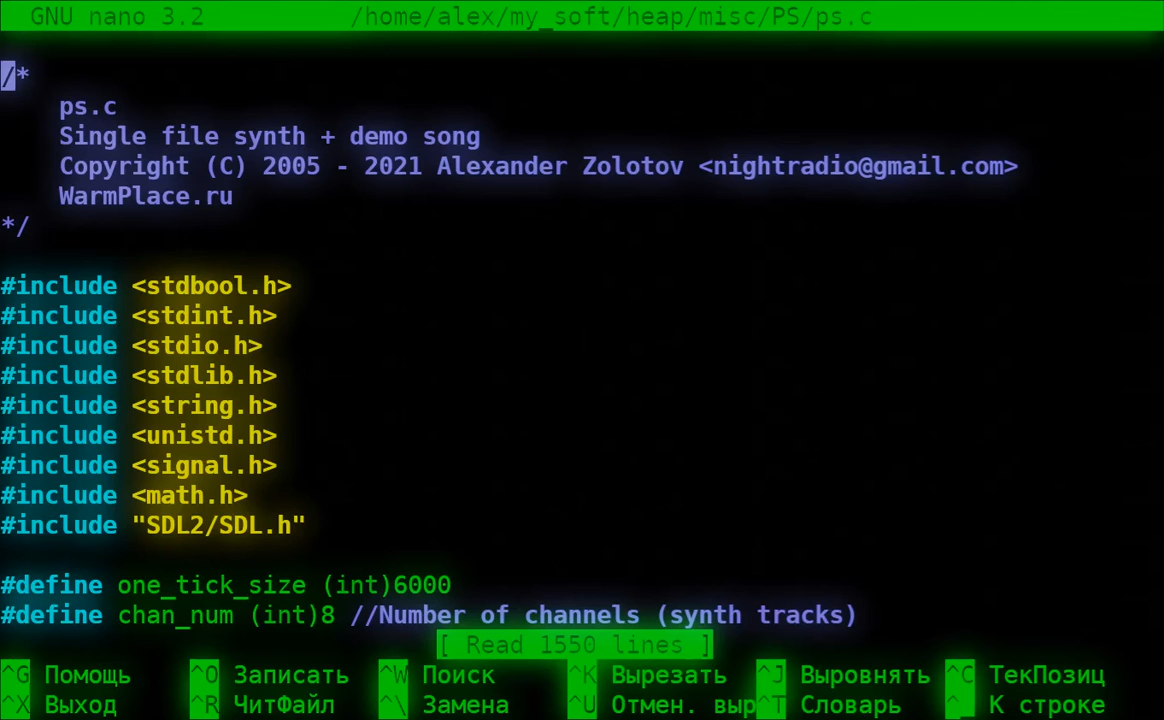 GNU nano 3.2 /home/alex/my_soft/heap/misc/PS/ps.c
/*
ps.c
Single file synth + demo song
Copyright (C) 2005 - 2021 Alexander Zolotov <nightradio@gmail.com>
WarmPlace.ru
*/
#include <stdbool.h>
#include <stdint.h>
#include <stdio.h>
#include <stdlib.h>
#include <string.h>
#include <unistd.h>
#include <signal.h>
#include <math.h>
#include "SDL2/SDL.h"
#define one_tick_size (int)6000
#define chan_num (int)8 //Number of channels (synth tracks)
[ Read 1550 lines ]
^G Помощь ^O Записать ^W Поиск ^K Вырезать ^J Выровнять ^C ТекПозиц
^X Выход ^R ЧитФайл ^\ Замена ^U Отмен. выр^T Словарь ^_ К строке